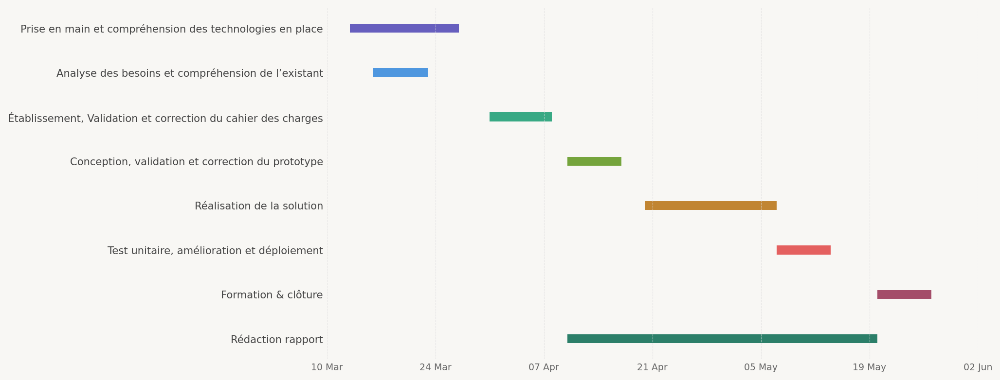 Prise en main et compréhension des technologies en place
Analyse des besoins et compréhension de l’existant
Établissement, Validation et correction du cahier des charges
Conception, validation et correction du prototype
Réalisation de la solution
Test unitaire, amélioration et déploiement
Formation & clôture
Rédaction rapport
10 Mar 24 Mar 07 Apr 21 Apr 05 May 19 May 02 Jun